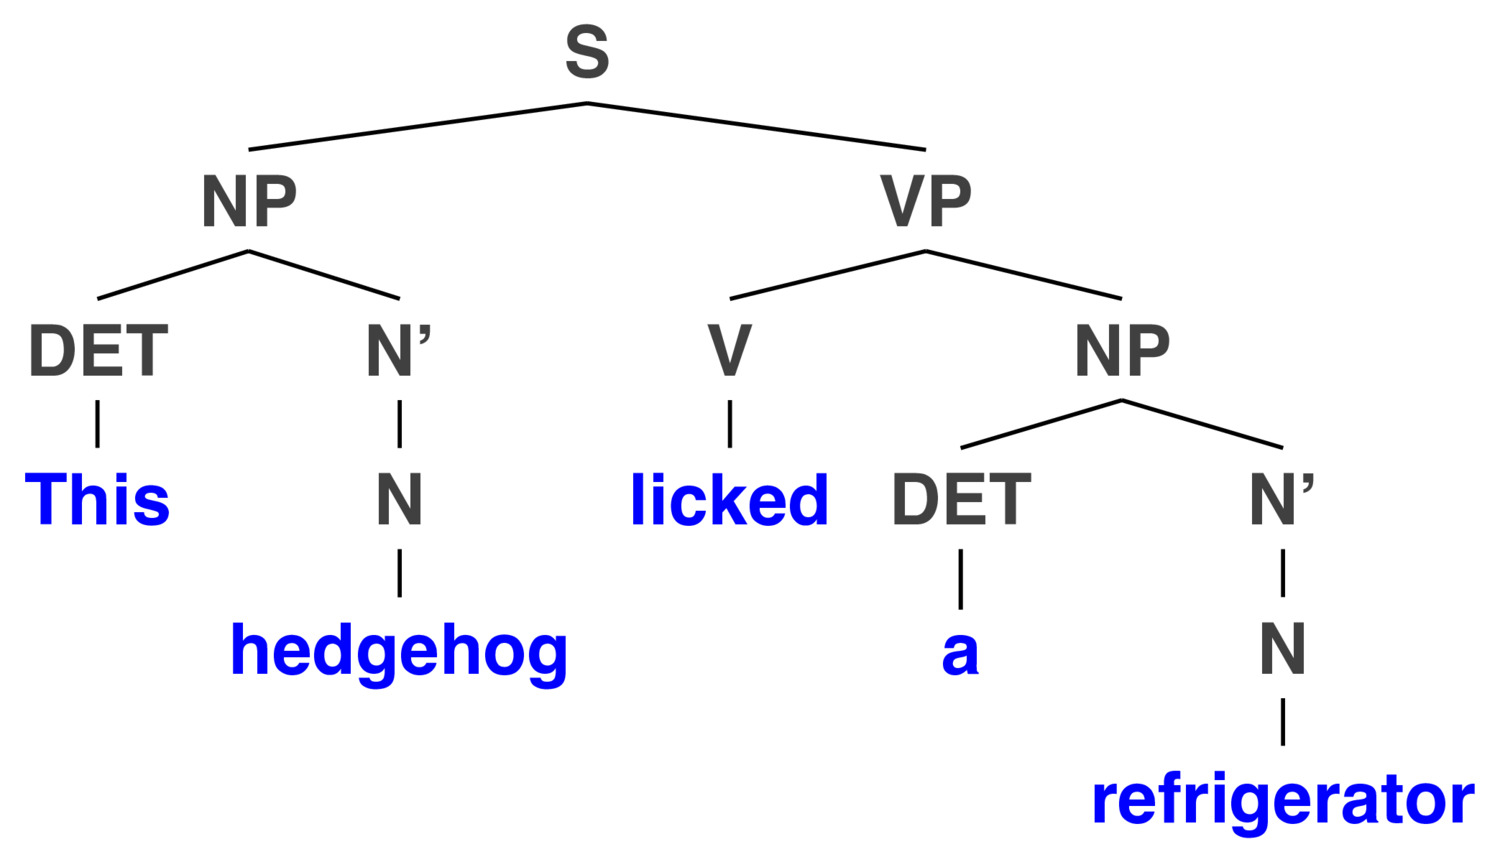 S
NP VP
DET N’ V NP
This N licked DET N’
hedgehog a N
refrigerator